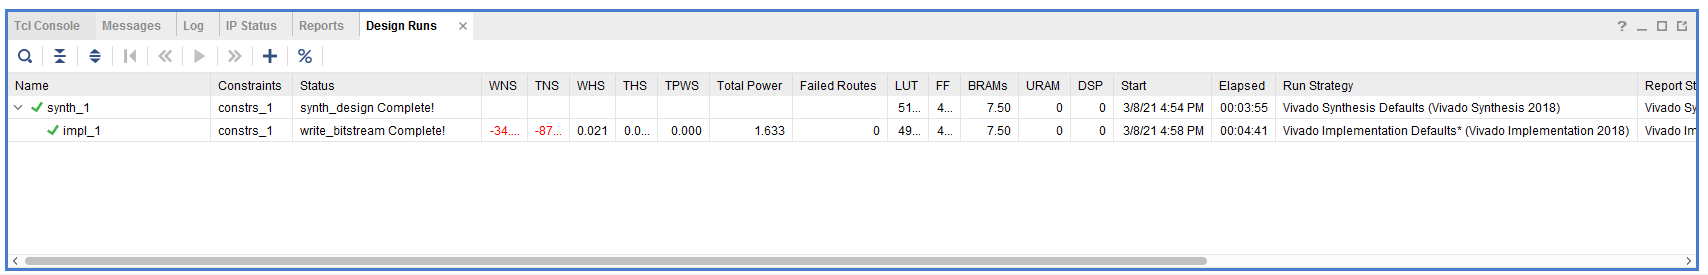 Tcl Console Messages Log IP Status Reports Design Runs × ?
Name Constraints Status WNS TNS WHS THS TPWS Total Power Failed Routes LUT FF BRAMs URAM DSP Start Elapsed Run Strategy Report St
synth_1 constrs_1 synth_design Complete! 51... 4... 7.50 0 0 3/8/21 4:54 PM 00:03:55 Vivado Synthesis Defaults (Vivado Synthesis 2018) Vivado Sy
impl_1 constrs_1 write_bitstream Complete! -34.... -87... 0.021 0.0... 0.000 1.633 0 49... 4... 7.50 0 0 3/8/21 4:58 PM 00:04:41 Vivado Implementation Defaults* (Vivado Implementation 2018) Vivado Im